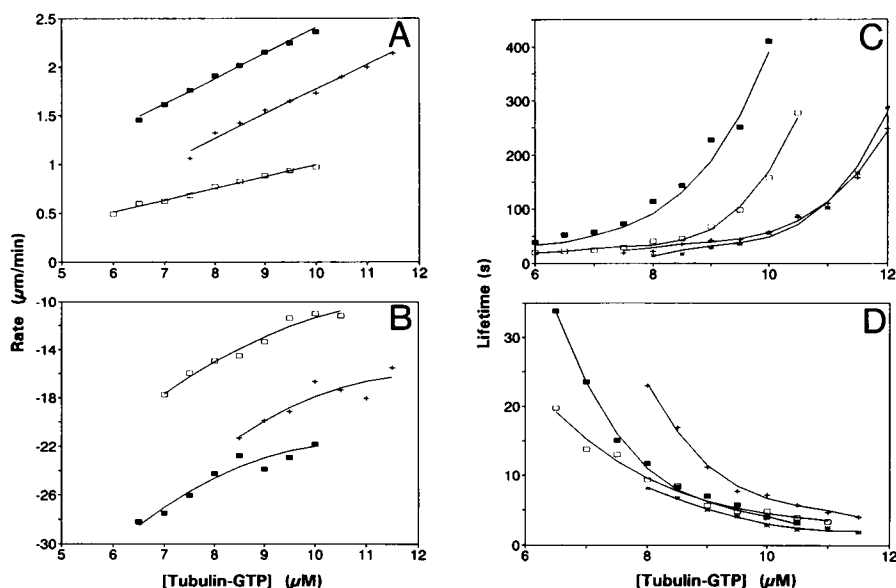 A
Rate (µm/min)
2.5
2
1.5
1
0.5
0
5 6 7 8 9 10 11 12
B
-10
-14
-18
-22
-26
-30
5 6 7 8 9 10 11 12
[Tubulin-GTP] (µM)
C
Lifetime (s)
400
300
200
100
0
6 8 10 12
D
30
20
10
0
6 8 10 12
[Tubulin-GTP] (µM)